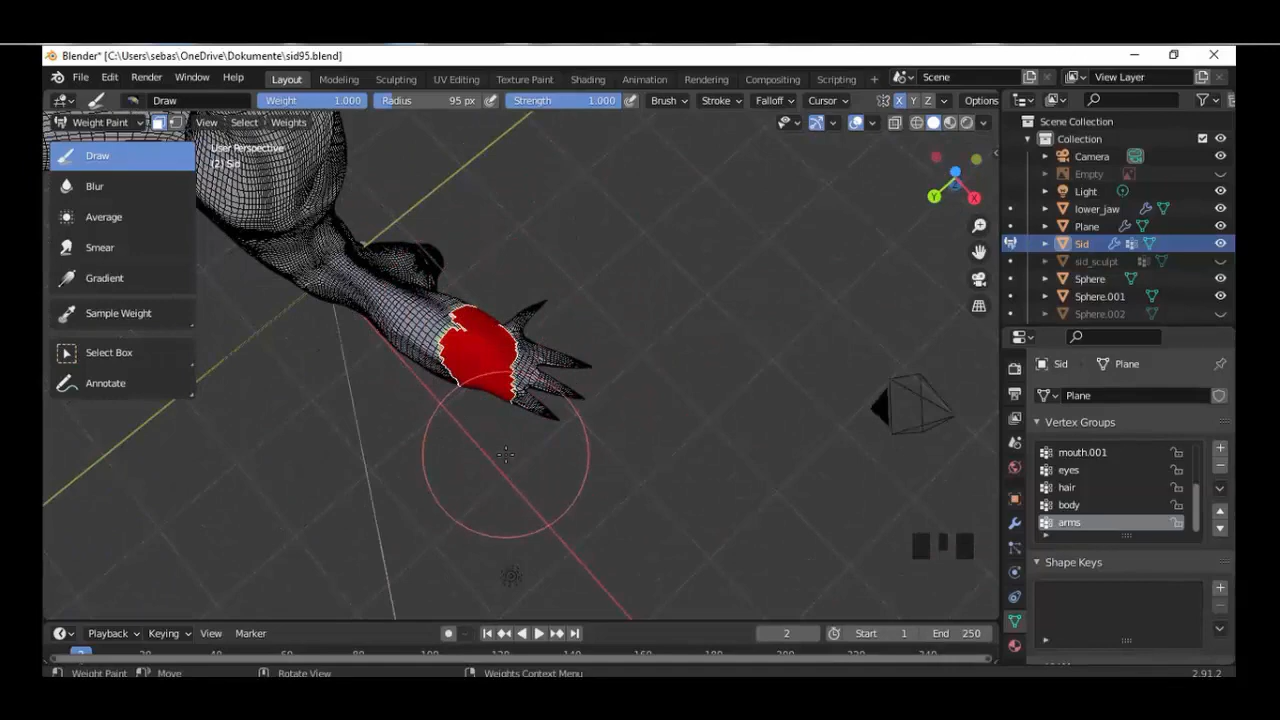 Blender* [C:\Users\sebas\OneDrive\Dokumente\sid95.blend]
File Edit Render Window Help Layout Modeling Sculpting UV Editing Texture Paint Shading Animation Rendering Compositing Scripting + Scene View Layer
Draw Weight 1.000 Radius 95 px Strength 1.000 Brush Stroke Falloff Cursor X Y Z Options
Weight Paint View Select Weights
Scene Collection
Collection
User Perspective
(2) Sid
Draw
Camera
Blur
Empty
Light
Average
lower_jaw
Plane
Smear
Sid
sid_sculpt
Gradient
Sphere
Sphere.001
Sample Weight
Sphere.002
Select Box
Sid Plane
Annotate
Plane
Vertex Groups
mouth.001
eyes
hair
body
arms
Shape Keys
Playback Keying View Marker 2 Start 1 End 250
Weight Paint Move Rotate View Weights Context Menu 2.91.2